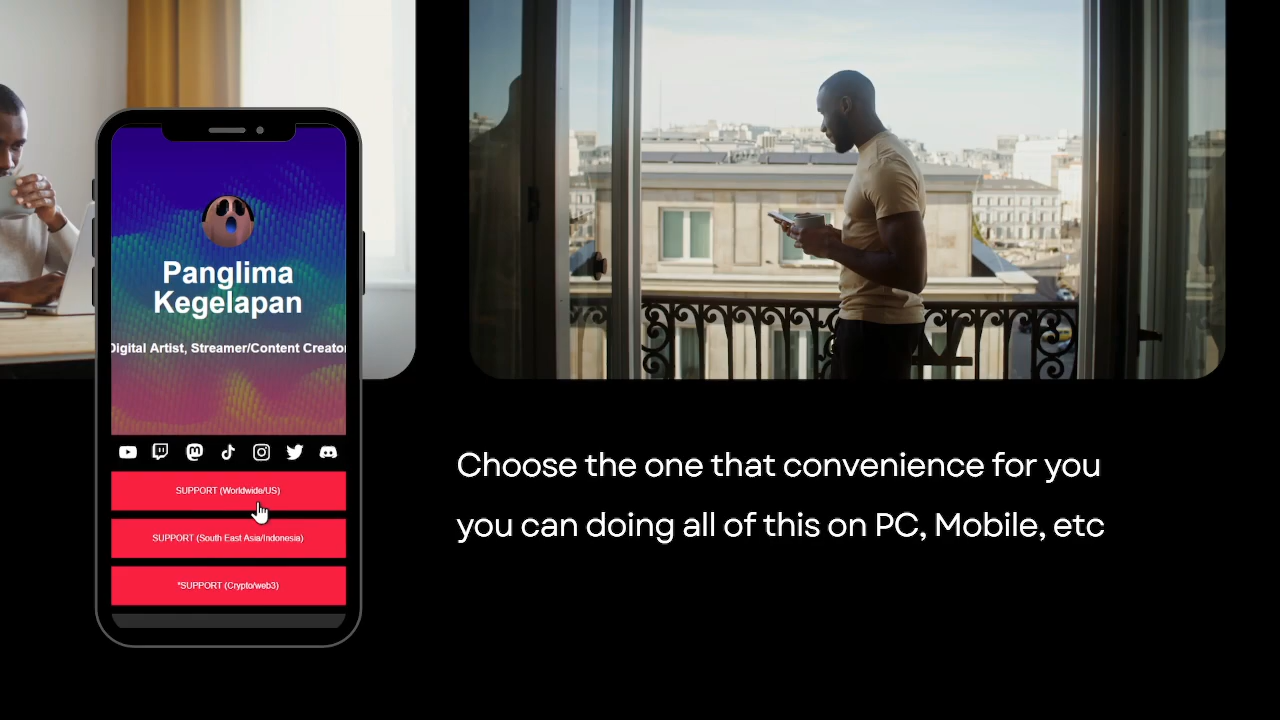 Panglima
Kegelapan
Digital Artist, Streamer/Content Creator
SUPPORT (Worldwide/US)
SUPPORT (South East Asia/Indonesia)
*SUPPORT (Crypto/web3)
Choose the one that convenience for you
you can doing all of this on PC, Mobile, etc